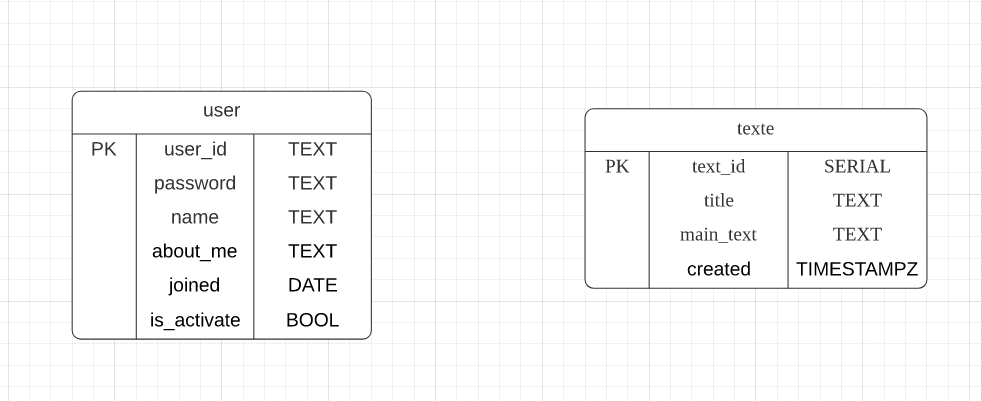 user
PK user_id TEXT
password TEXT
name TEXT
about_me TEXT
joined DATE
is_activate BOOL
texte
PK text_id SERIAL
title TEXT
main_text TEXT
created TIMESTAMPZ